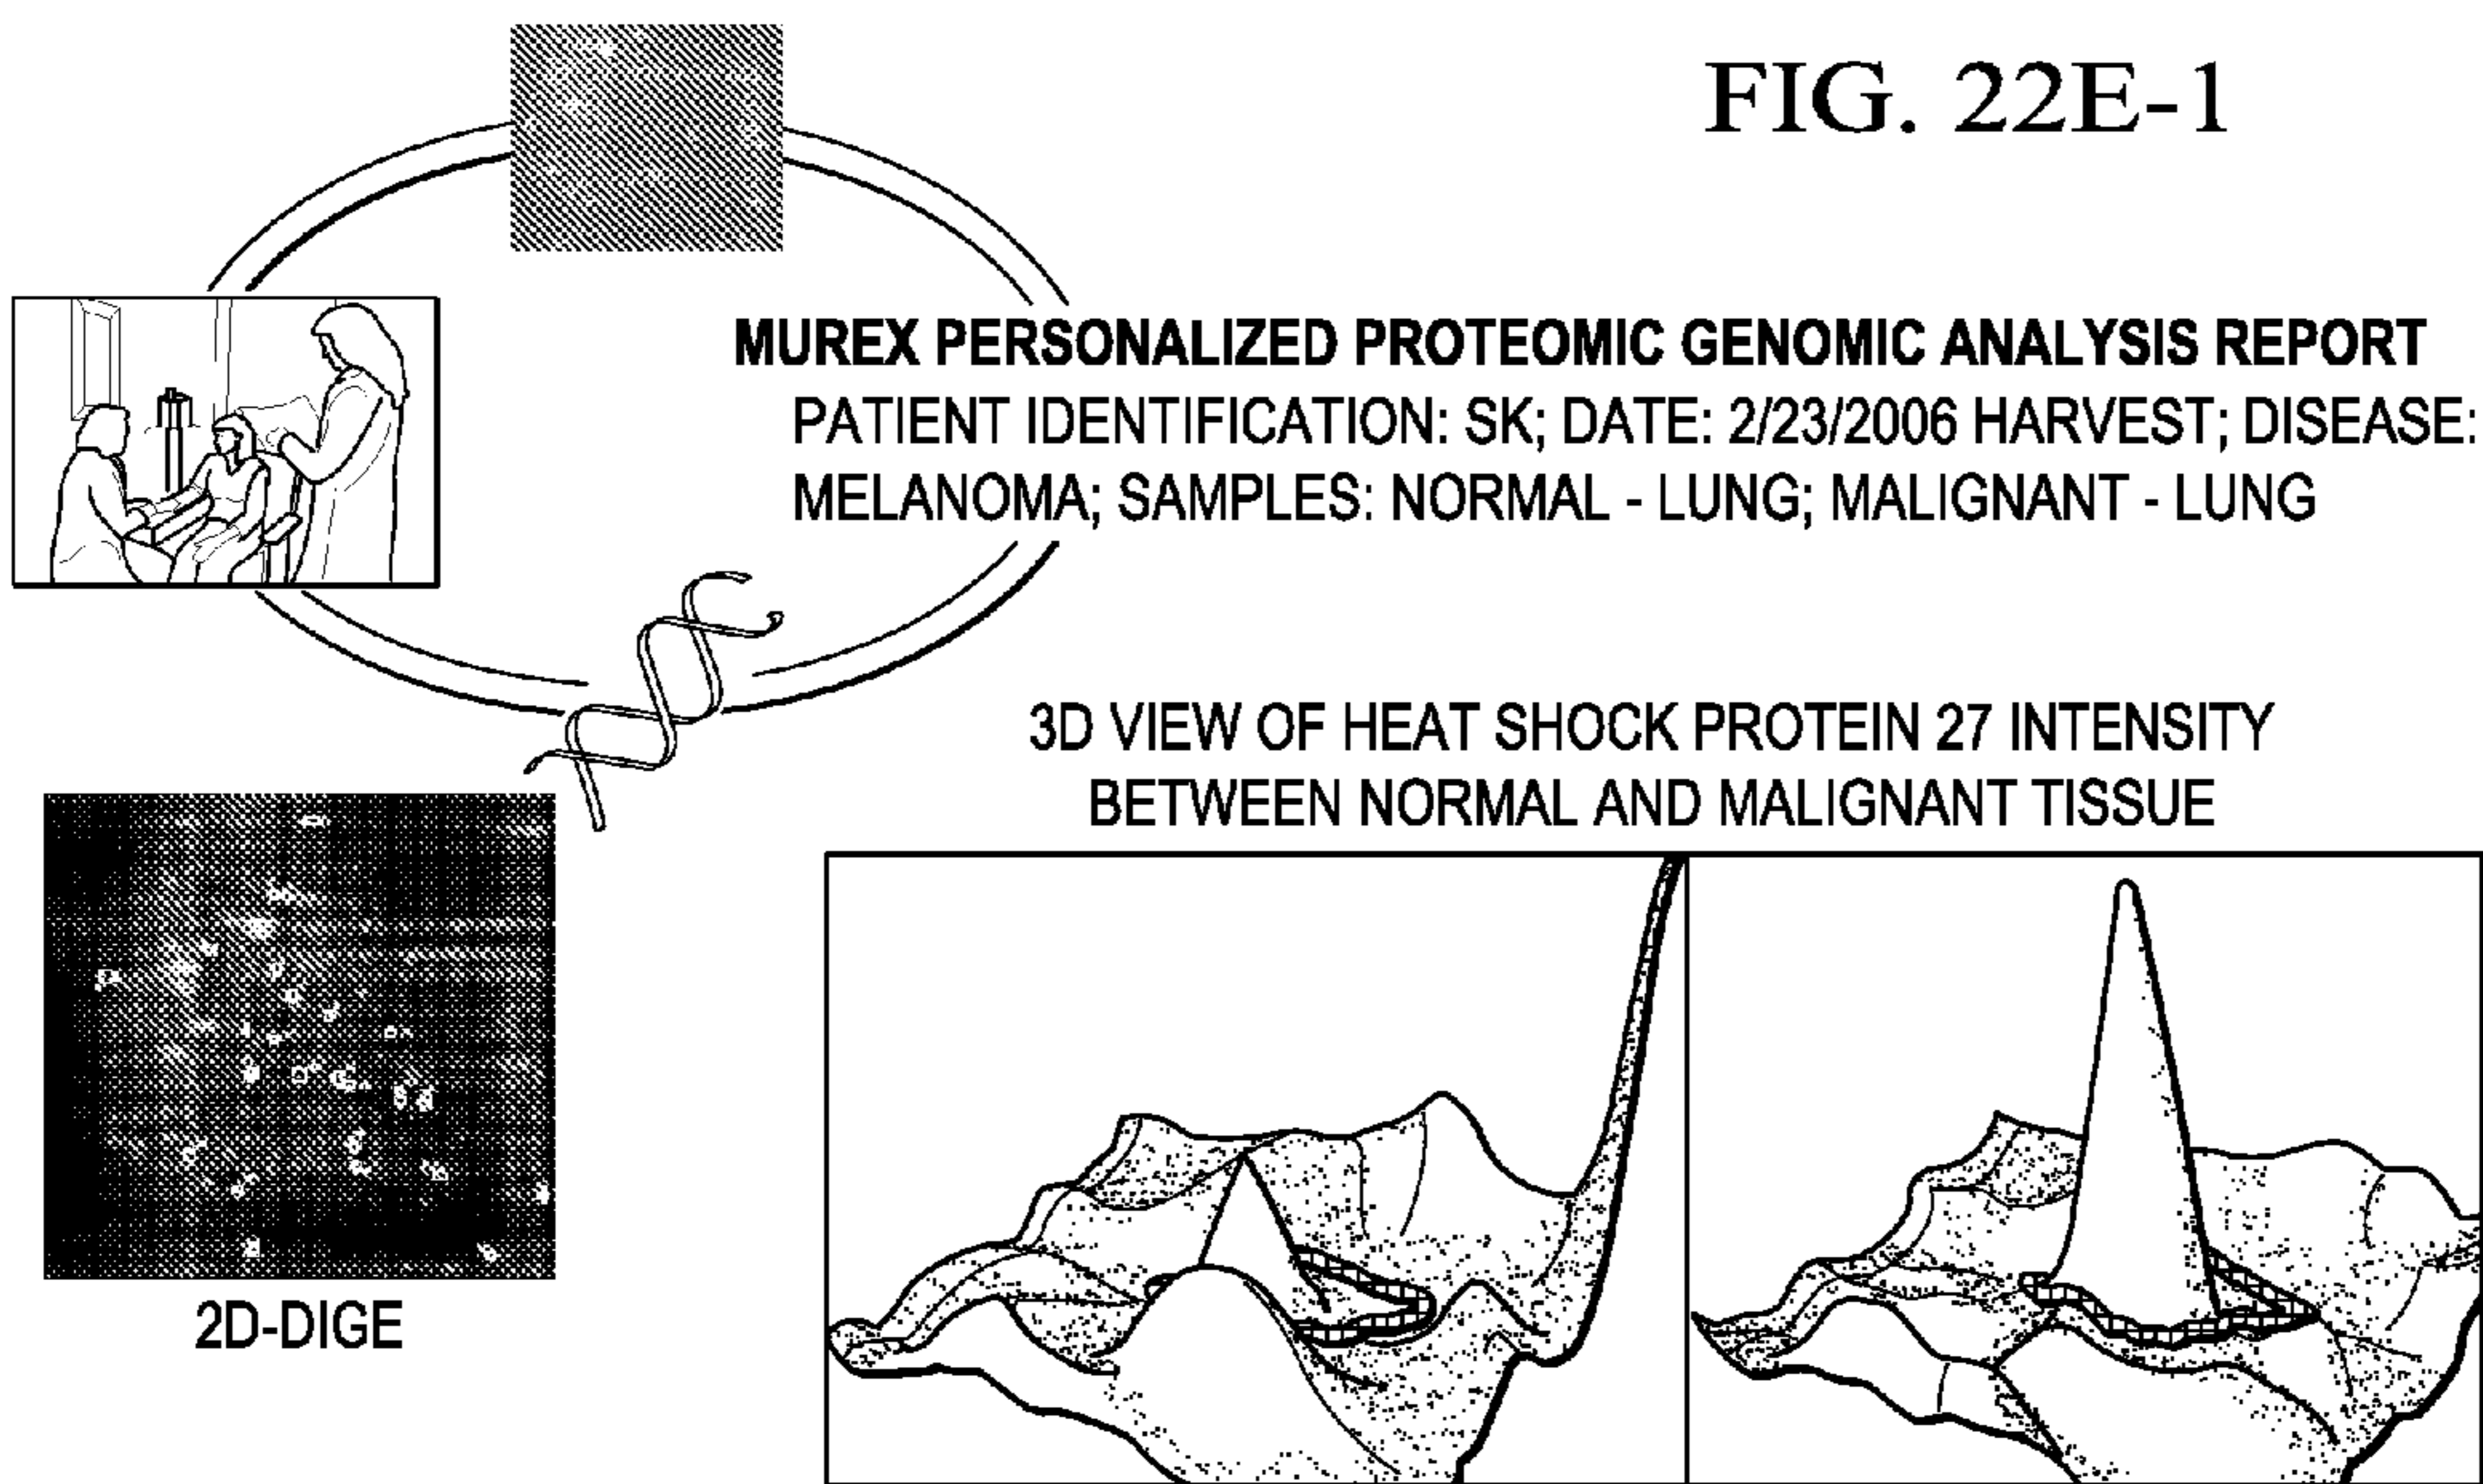 FIG. 22E-1
MUREX PERSONALIZED PROTEOMIC GENOMIC ANALYSIS REPORT
PATIENT IDENTIFICATION: SK; DATE: 2/23/2006 HARVEST; DISEASE:
MELANOMA; SAMPLES: NORMAL - LUNG; MALIGNANT - LUNG
3D VIEW OF HEAT SHOCK PROTEIN 27 INTENSITY
BETWEEN NORMAL AND MALIGNANT TISSUE
2D-DIGE